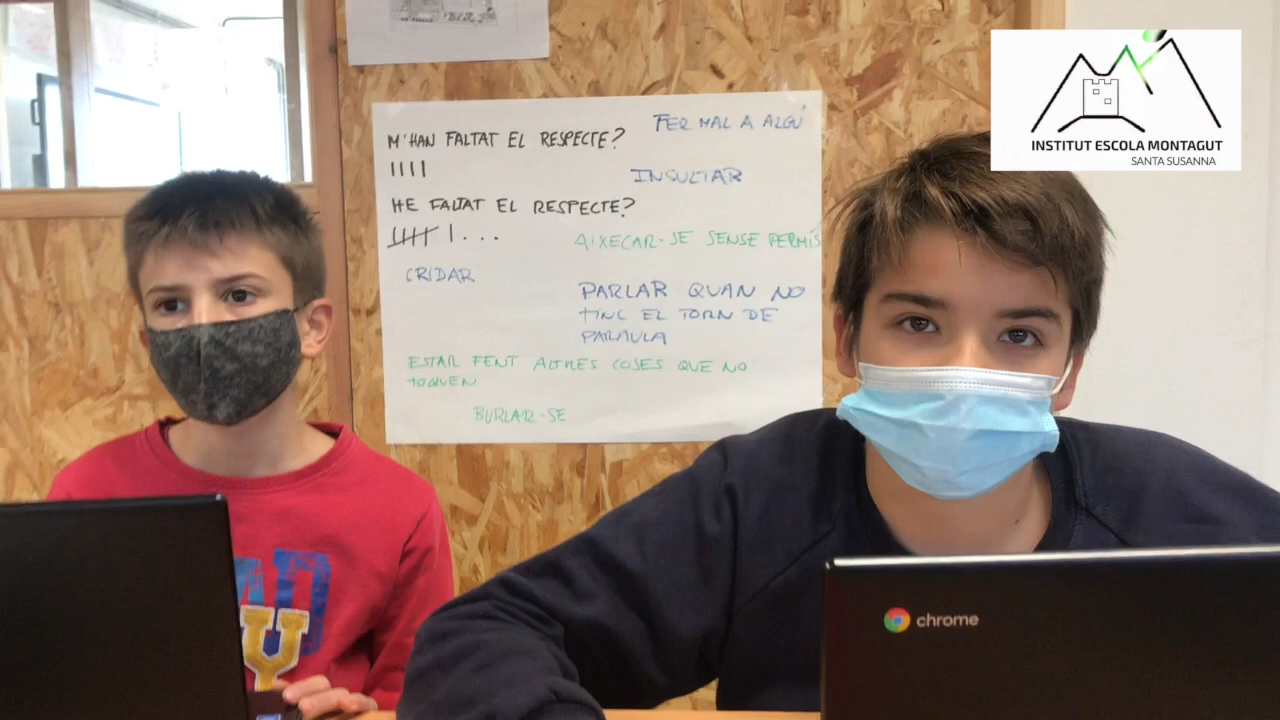 M'HAN FALTAT EL RESPECTE?
FER MAL A ALGÚ
INSULTAR
HE FALTAT EL RESPECTE?
AIXECAR-SE SENSE PERMÍS
CRIDAR
PARLAR QUAN NO
TINC EL TORN DE
PARAULA
ESTAR FENT ALTRES COSES QUE NO
TOQUEN
BURLAR-SE
INSTITUT ESCOLA MONTAGUT
SANTA SUSANNA
chrome